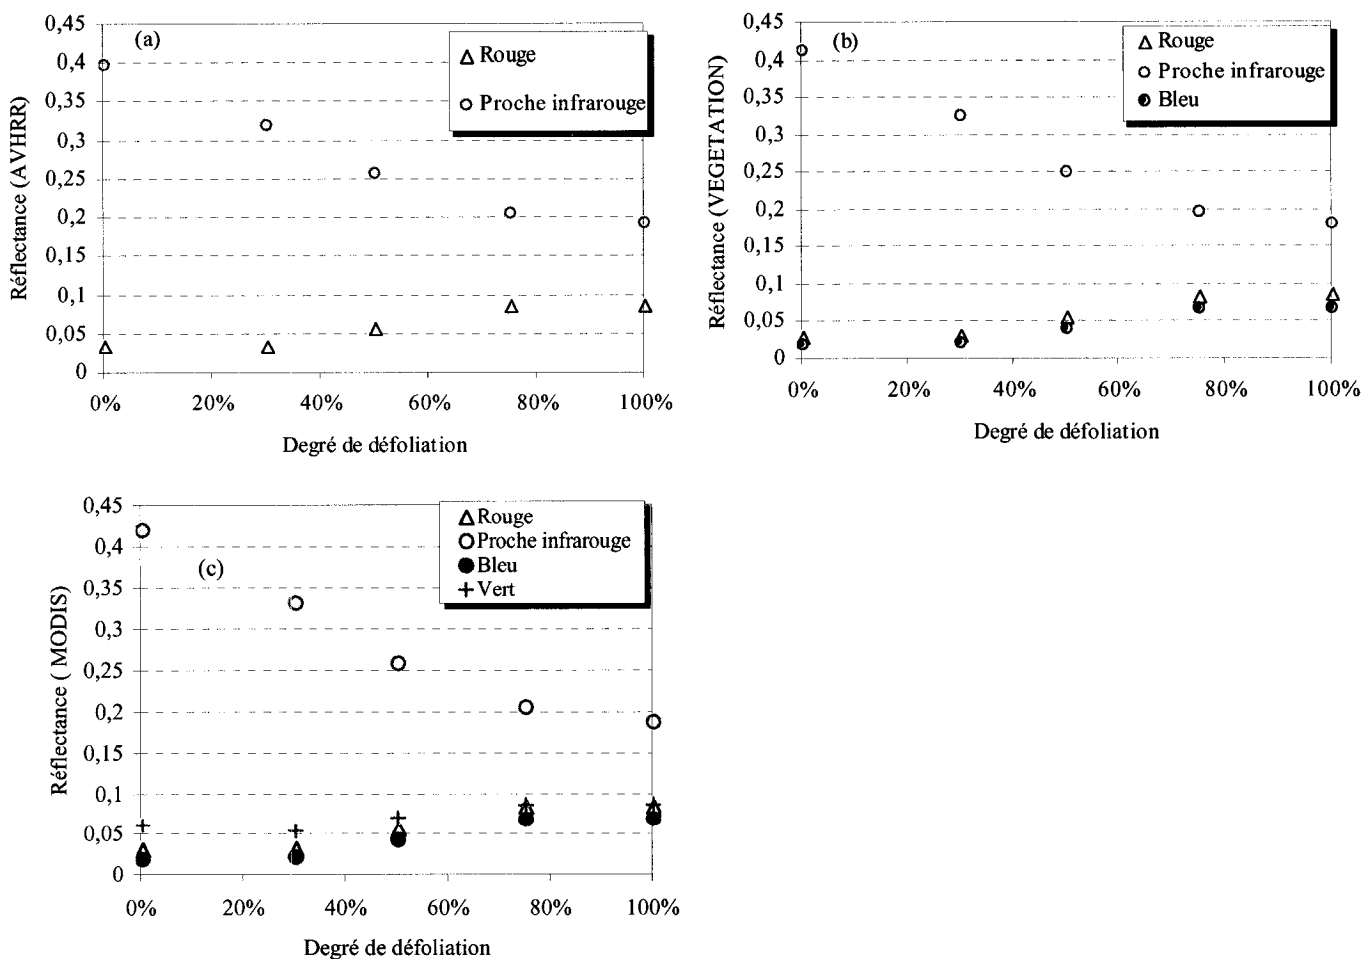 0,45
0,4
0,35
0,3
0,25
0,2
0,15
0,1
0,05
0
Réflectance (AVHRR)
(a)
Rouge
Proche infrarouge
0% 20% 40% 60% 80% 100%
Degré de défoliation
0,45
0,4
0,35
0,3
0,25
0,2
0,15
0,1
0,05
0
Réflectance (VEGETATION)
(b)
Rouge
Proche infrarouge
Bleu
0% 20% 40% 60% 80% 100%
Degré de défoliation
0,45
0,4
0,35
0,3
0,25
0,2
0,15
0,1
0,05
0
Réflectance ( MODIS)
(c)
Rouge
Proche infrarouge
Bleu
Vert
0% 20% 40% 60% 80% 100%
Degré de défoliation